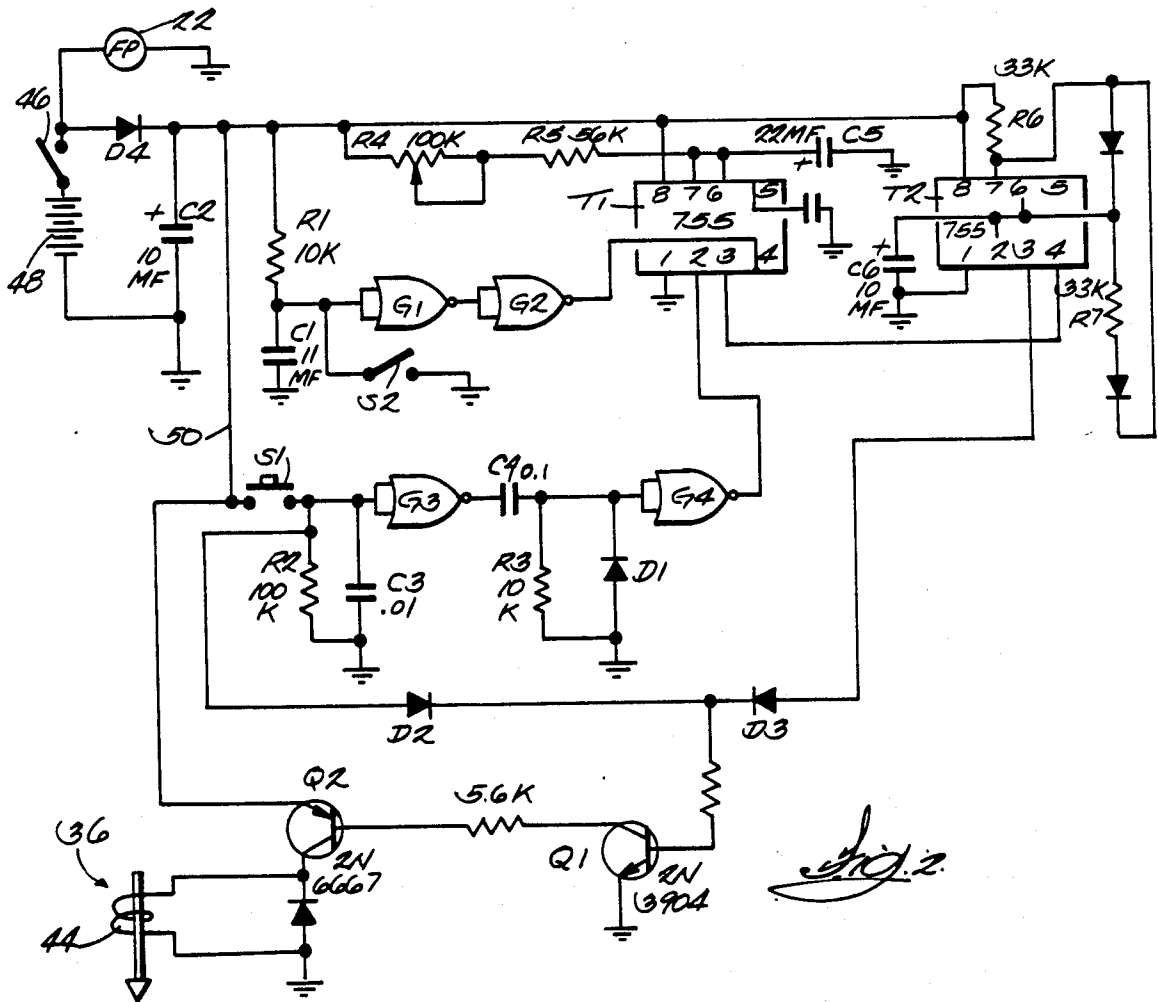 22
FP
33K
46
R4
100K
R5 56K
22MF
C5
R6
D4
+
8 7 6 5
T2
8 7 6 5
T1
755
+ C2
R1
10K
755
2
10
MF
1 2 3 4
1 3 4
+
C6
10
MF
33K
R7
48
G1
G2
C1
.11
MF
S2
50
S1
C4 0.1
G3
G4
R2
100
K
C3
.01
R3
10
K
D1
D2
D3
Q2
5.6K
36
Q1
2N
6667
2N
3904
44
Fig. 2.